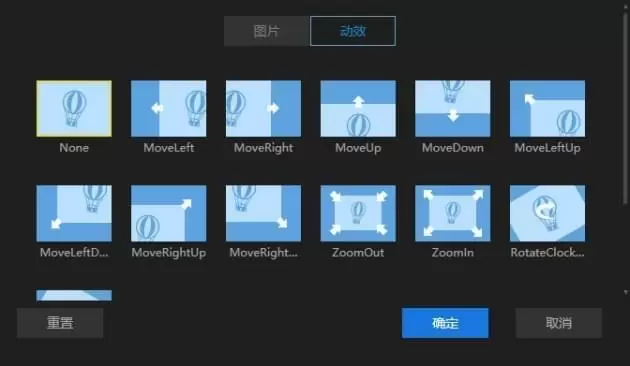 图片 动效
None MoveLeft MoveRight MoveUp MoveDown MoveLeftUp
MoveLeftD... MoveRightUp MoveRight... ZoomOut ZoomIn RotateClock...
重置 确定 取消